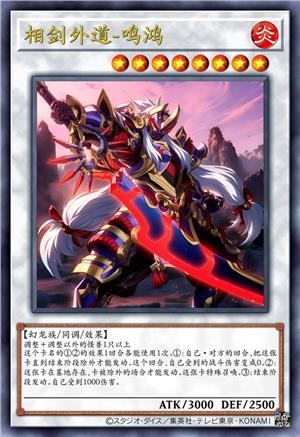 相剑外道-鸣鸿
炎
【幻龙族/同调/效果】
调整＋调整以外的怪兽1只以上
这个卡名的①②的效果1回合各能使用1次。①：自己·对方的回合，把这张
卡直到结束阶段除外才能发动。这个回合，自己受到的战斗伤害变成0。②：
这张卡在墓地存在，卡被除外的场合才能发动。这张卡特殊召唤。③：结束阶
段发动。自己受到1000伤害。
ATK/3000 DEF/2500
©スタジオ・ダイス／集英社・テレビ東京・KONAMI